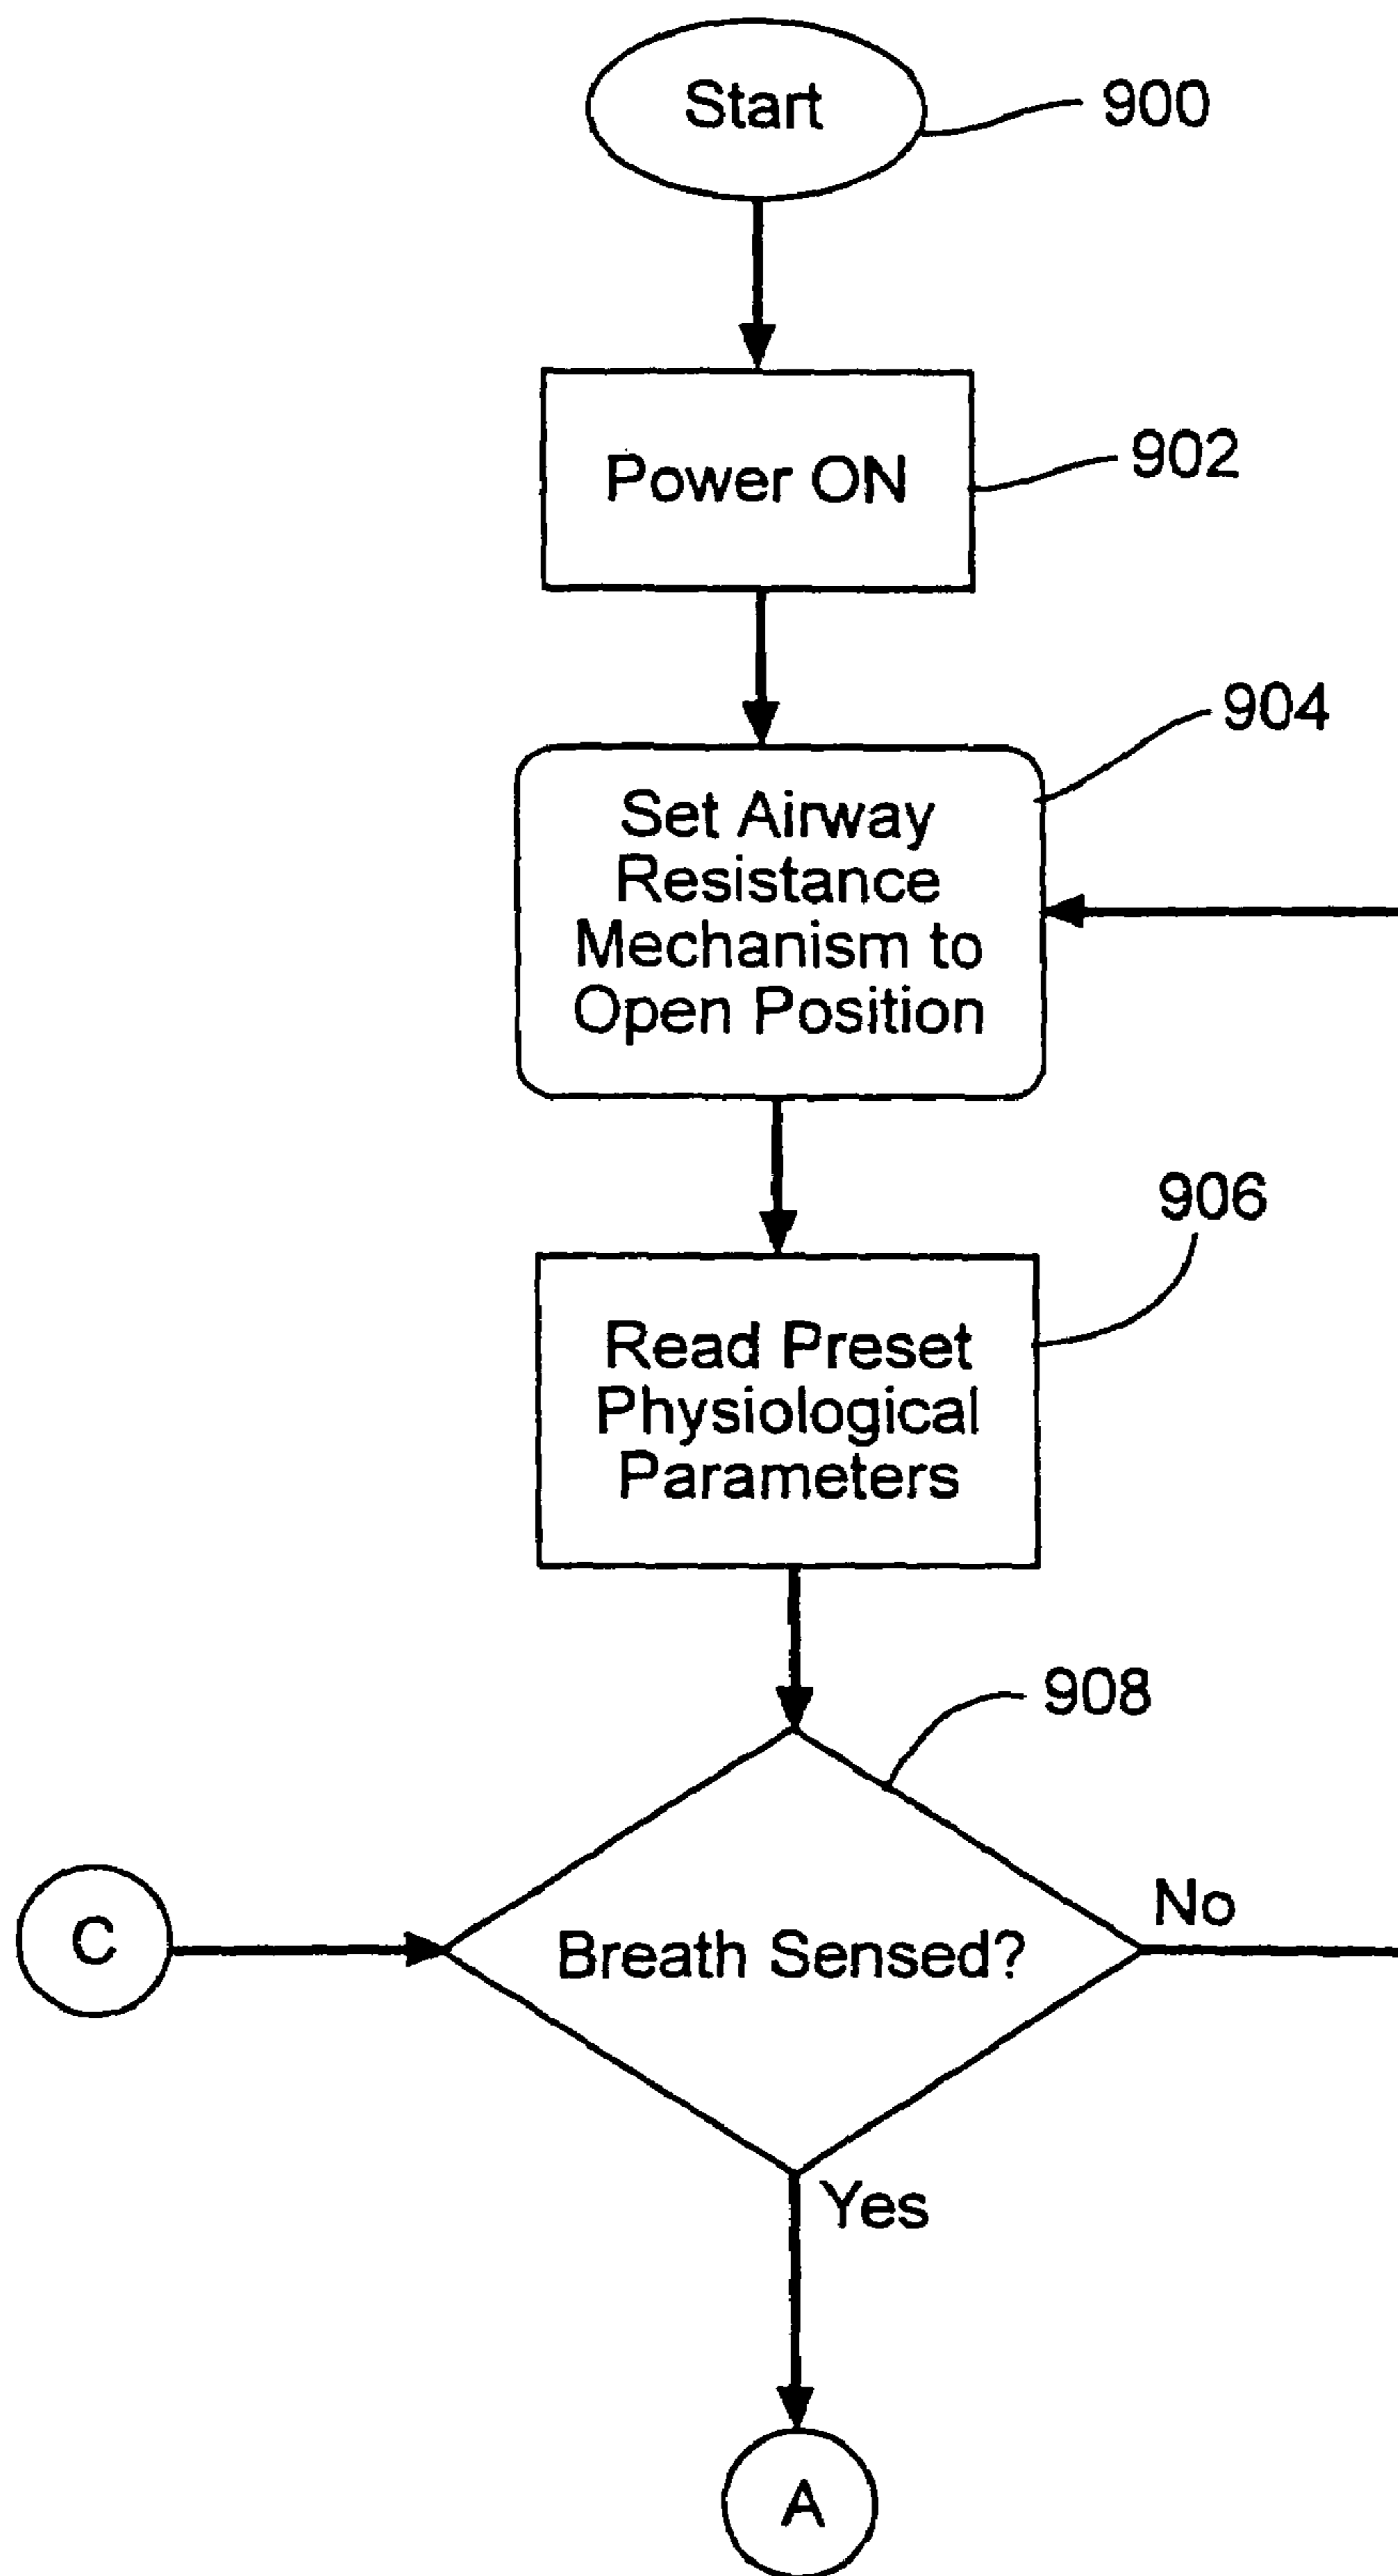 Start
900
Power ON
902
904
Set Airway
Resistance
Mechanism to
Open Position
906
Read Preset
Physiological
Parameters
908
C
Breath Sensed?
No
Yes
A